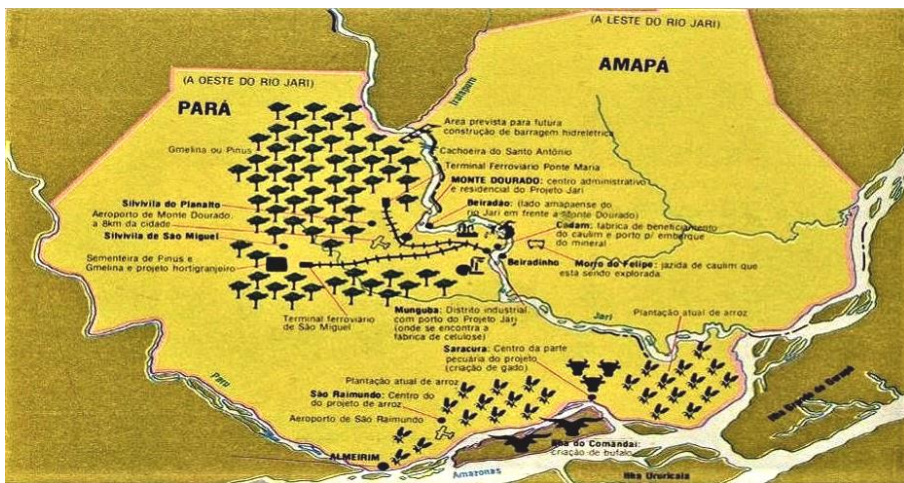 (A OESTE DO RIO JARI)
PARÁ
(A LESTE DO RIO JARI)
AMAPÁ
Iratapuru
Área prevista para futura
construção de barragem hidrelétrica
Cachoeira do Santo Antônio
Terminal Ferroviário Ponte Maria
MONTE DOURADO: centro administrativo
e residencial do Projeto Jari
Beiradão: (lado amapaense do
rio Jari em frente a Monte Dourado)
Cadam: fábrica de beneficiamento
do caulim e porto p/ embarque
do mineral
Morro do Felipe: jazida de caulim que
está sendo explorada
Beiradinho
Gmelina ou Pinus
Silvivila do Planalto
Aeroporto de Monte Dourado
a 8km da cidade
Silvivila de São Miguel
Sementeira de Pinus e
Gmelina e projeto hortigranjeiro
Terminal ferroviário
de São Miguel
Munguba: Distrito industrial
com porto do Projeto Jari
(onde se encontra a
fábrica de celulose)
Jari
Plantação atual de arroz
Saracura: Centro da parte
pecuária do projeto
(criação de gado)
Paru
Plantação atual de arroz
São Raimundo: Centro do
do projeto de arroz
Aeroporto de São Raimundo
ALMEIRIM
Amazonas
Ilha do Comandaí:
criação de búfalo
Ilha Grande de Gurupá
Ilha Ururicaia